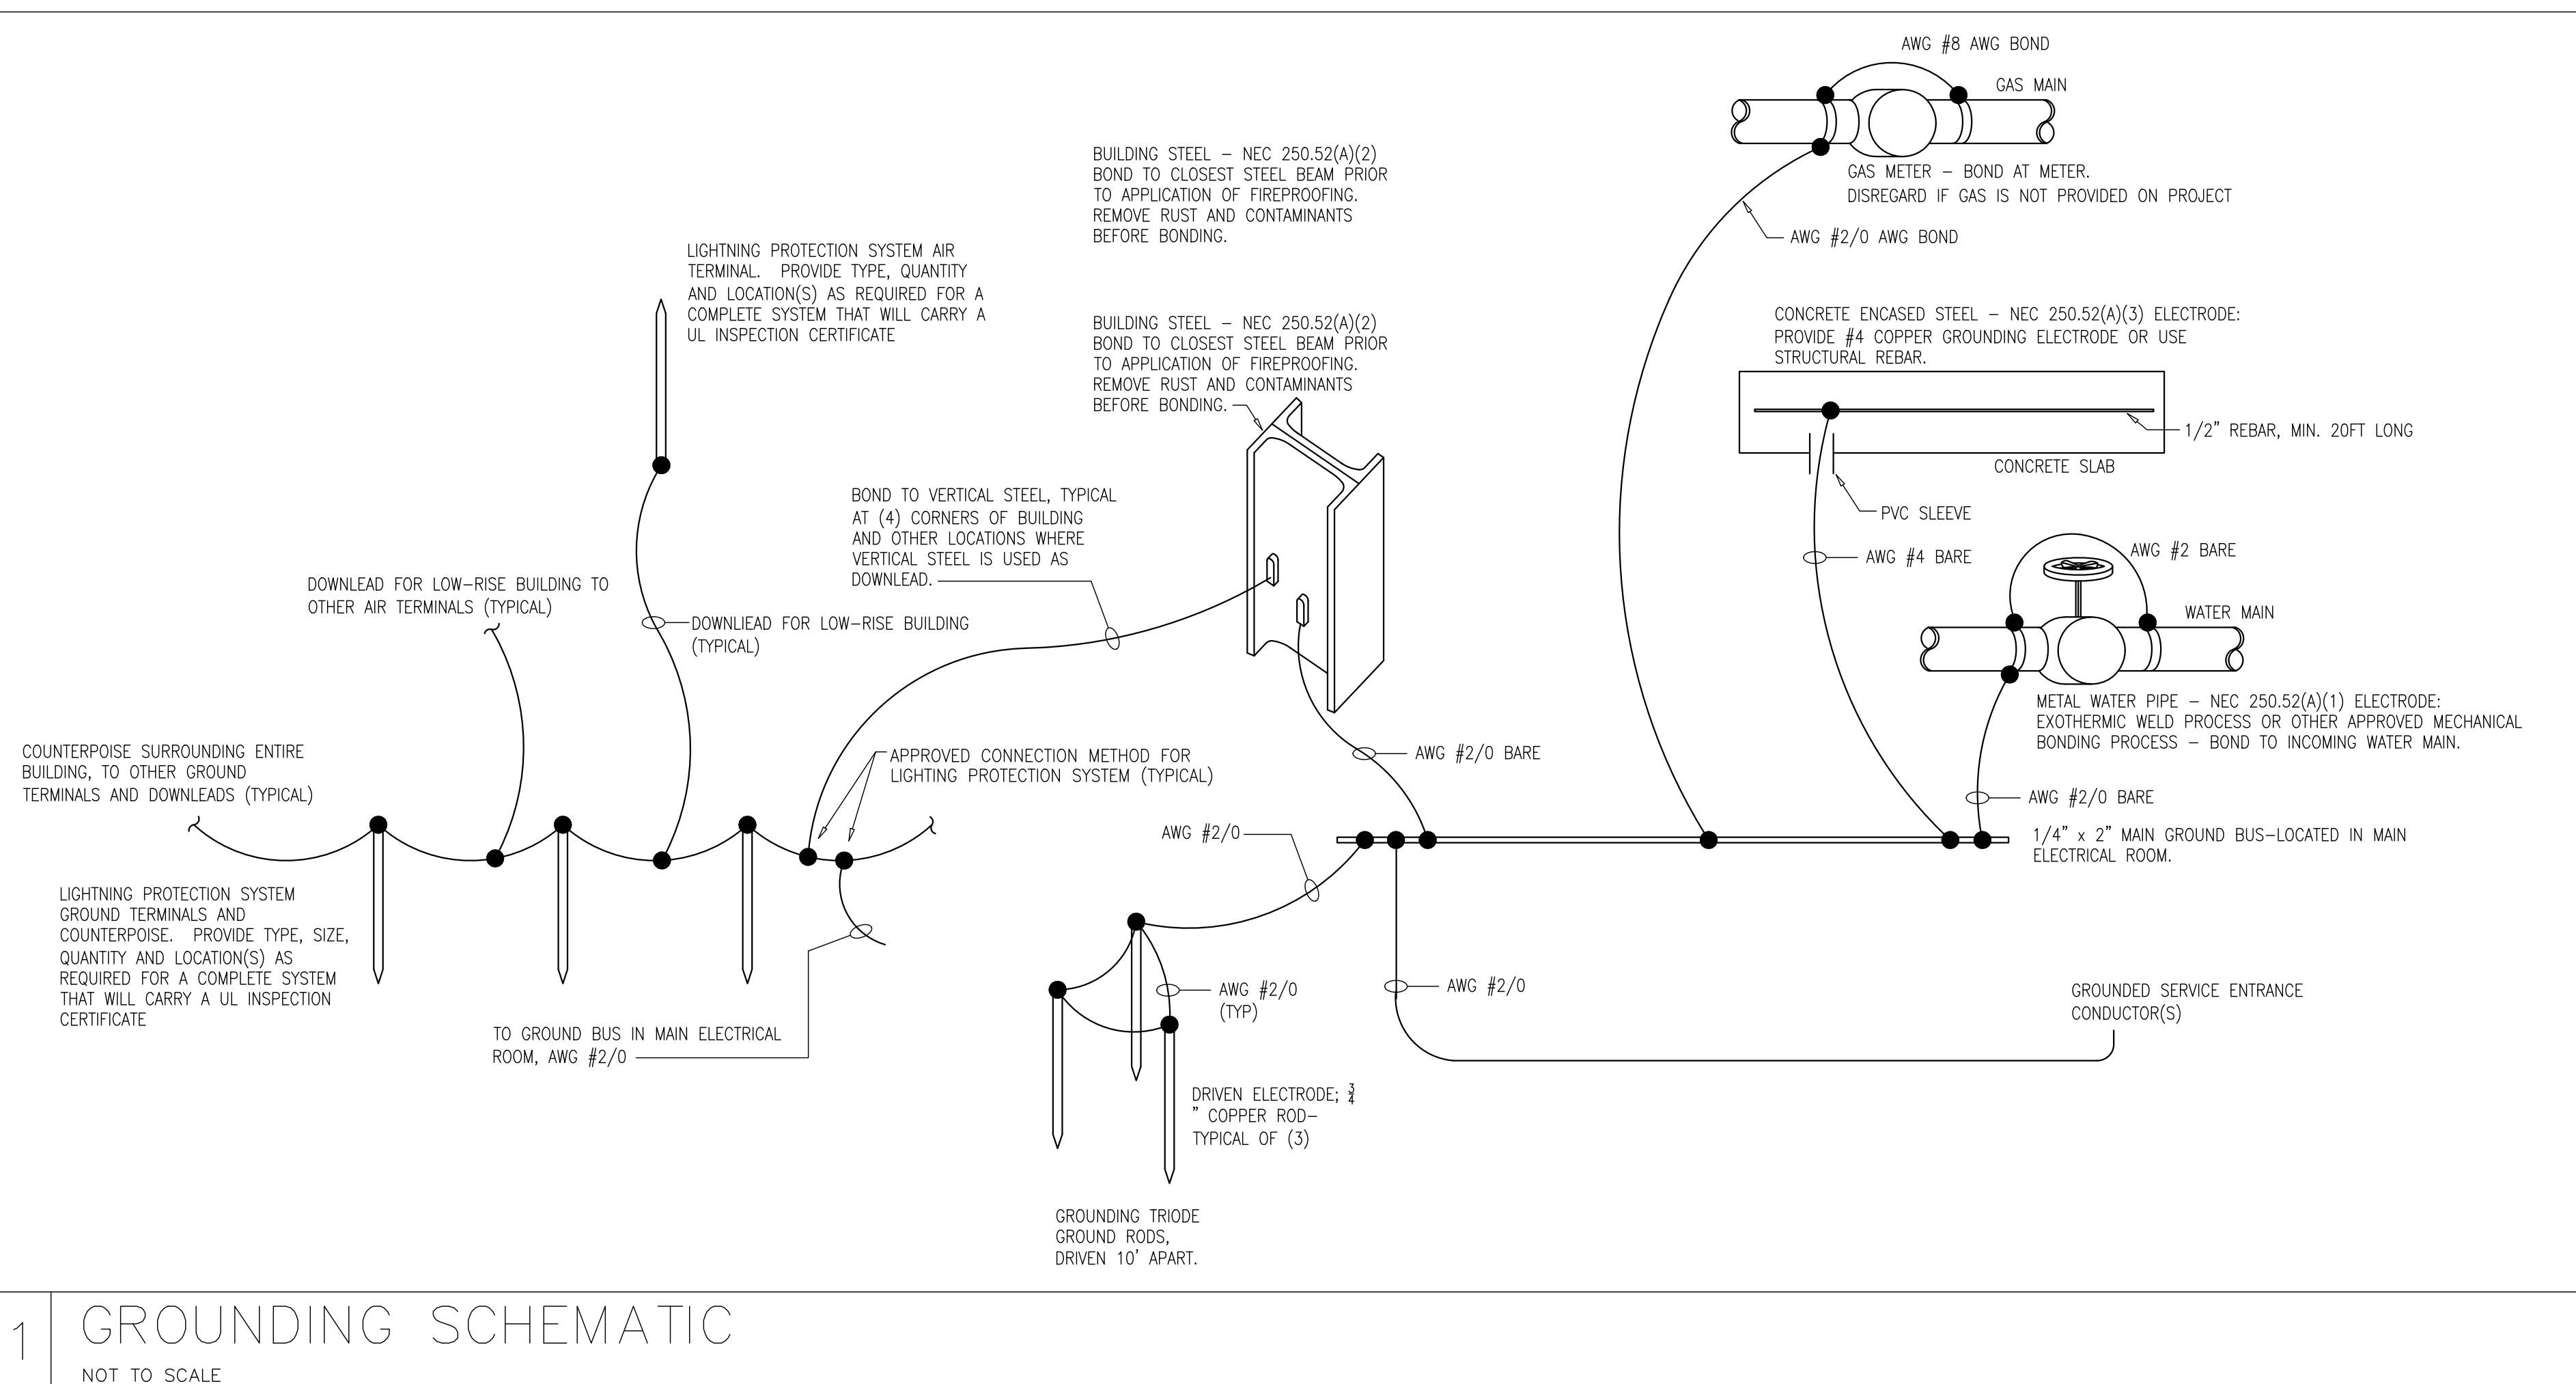 AWG #8 AWG BOND
GAS MAIN
GAS METER – BOND AT METER.
DISREGARD IF GAS IS NOT PROVIDED ON PROJECT
AWG #2/0 AWG BOND
BUILDING STEEL – NEC 250.52(A)(2)
BOND TO CLOSEST STEEL BEAM PRIOR
TO APPLICATION OF FIREPROOFING.
REMOVE RUST AND CONTAMINANTS
BEFORE BONDING.
LIGHTNING PROTECTION SYSTEM AIR
TERMINAL. PROVIDE TYPE, QUANTITY
AND LOCATION(S) AS REQUIRED FOR A
COMPLETE SYSTEM THAT WILL CARRY A
UL INSPECTION CERTIFICATE
BUILDING STEEL – NEC 250.52(A)(2)
BOND TO CLOSEST STEEL BEAM PRIOR
TO APPLICATION OF FIREPROOFING.
REMOVE RUST AND CONTAMINANTS
BEFORE BONDING.
CONCRETE ENCASED STEEL – NEC 250.52(A)(3) ELECTRODE:
PROVIDE #4 COPPER GROUNDING ELECTRODE OR USE
STRUCTURAL REBAR.
1/2" REBAR, MIN. 20FT LONG
CONCRETE SLAB
PVC SLEEVE
AWG #4 BARE
BOND TO VERTICAL STEEL, TYPICAL
AT (4) CORNERS OF BUILDING
AND OTHER LOCATIONS WHERE
VERTICAL STEEL IS USED AS
DOWNLEAD.
AWG #2 BARE
WATER MAIN
DOWNLEAD FOR LOW–RISE BUILDING TO
OTHER AIR TERMINALS (TYPICAL)
DOWNLIEAD FOR LOW–RISE BUILDING
(TYPICAL)
METAL WATER PIPE – NEC 250.52(A)(1) ELECTRODE:
EXOTHERMIC WELD PROCESS OR OTHER APPROVED MECHANICAL
BONDING PROCESS – BOND TO INCOMING WATER MAIN.
COUNTERPOISE SURROUNDING ENTIRE
BUILDING, TO OTHER GROUND
TERMINALS AND DOWNLEADS (TYPICAL)
APPROVED CONNECTION METHOD FOR
LIGHTING PROTECTION SYSTEM (TYPICAL)
AWG #2/0 BARE
AWG #2/0 BARE
AWG #2/0
1/4" x 2" MAIN GROUND BUS–LOCATED IN MAIN
ELECTRICAL ROOM.
LIGHTNING PROTECTION SYSTEM
GROUND TERMINALS AND
COUNTERPOISE. PROVIDE TYPE, SIZE,
QUANTITY AND LOCATION(S) AS
REQUIRED FOR A COMPLETE SYSTEM
THAT WILL CARRY A UL INSPECTION
CERTIFICATE
TO GROUND BUS IN MAIN ELECTRICAL
ROOM, AWG #2/0
AWG #2/0
(TYP)
AWG #2/0
GROUNDED SERVICE ENTRANCE
CONDUCTOR(S)
DRIVEN ELECTRODE; 3/4
" COPPER ROD–
TYPICAL OF (3)
GROUNDING TRIODE
GROUND RODS,
DRIVEN 10' APART.
1
GROUNDING SCHEMATIC
NOT TO SCALE